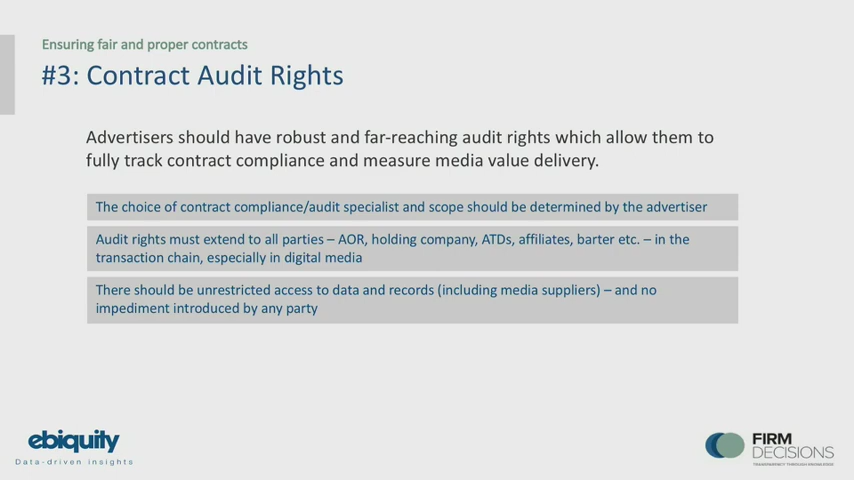 Ensuring fair and proper contracts
#3: Contract Audit Rights
Advertisers should have robust and far-reaching audit rights which allow them to
fully track contract compliance and measure media value delivery.
The choice of contract compliance/audit specialist and scope should be determined by the advertiser
Audit rights must extend to all parties – AOR, holding company, ATDs, affiliates, barter etc. – in the
transaction chain, especially in digital media
There should be unrestricted access to data and records (including media suppliers) – and no
impediment introduced by any party
ebiquity
Data-driven insights
FIRM
DECISIONS
TRANSPARENCY THROUGH KNOWLEDGE